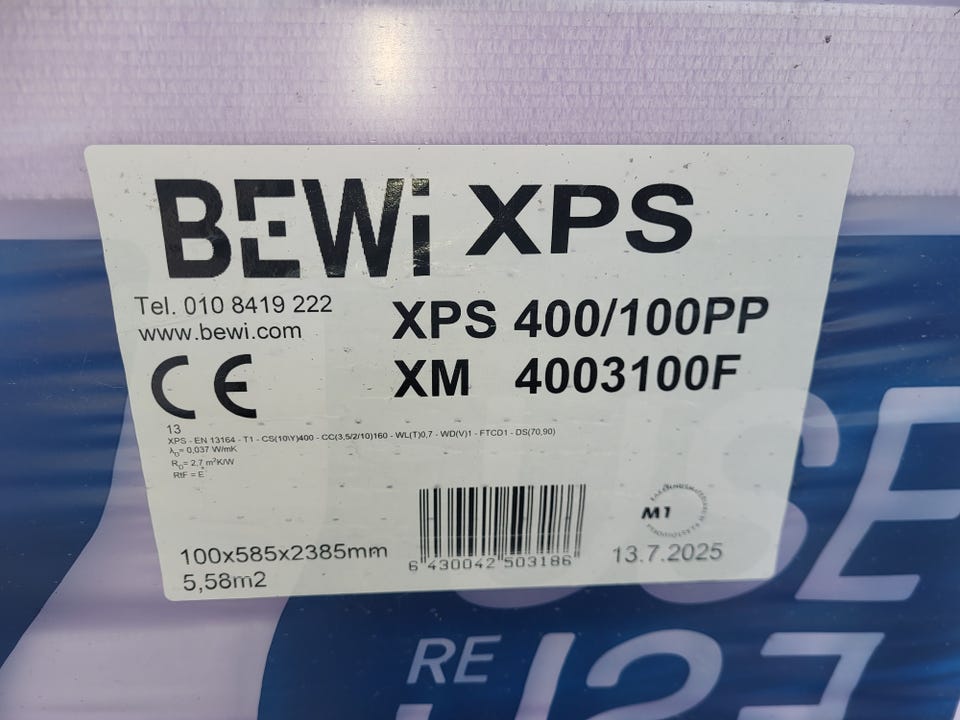 BEWi XPS
Tel. 010 8419 222
www.bewi.com
XPS 400/100PP
XM 4003100F
CE
13
XPS - EN 13164 - T1 - CS(10\Y)400 - CC(3,5/2/10)160 - WL(T)0,7 - WD(V)1 - FTCD1 - DS(70,90)
λD= 0,037 W/mK
RD= 2,7 m²K/W
RtF = E
100x585x2385mm
5,58m2
6 430042 503186
M1
13.7.2025
USE
RE
USE